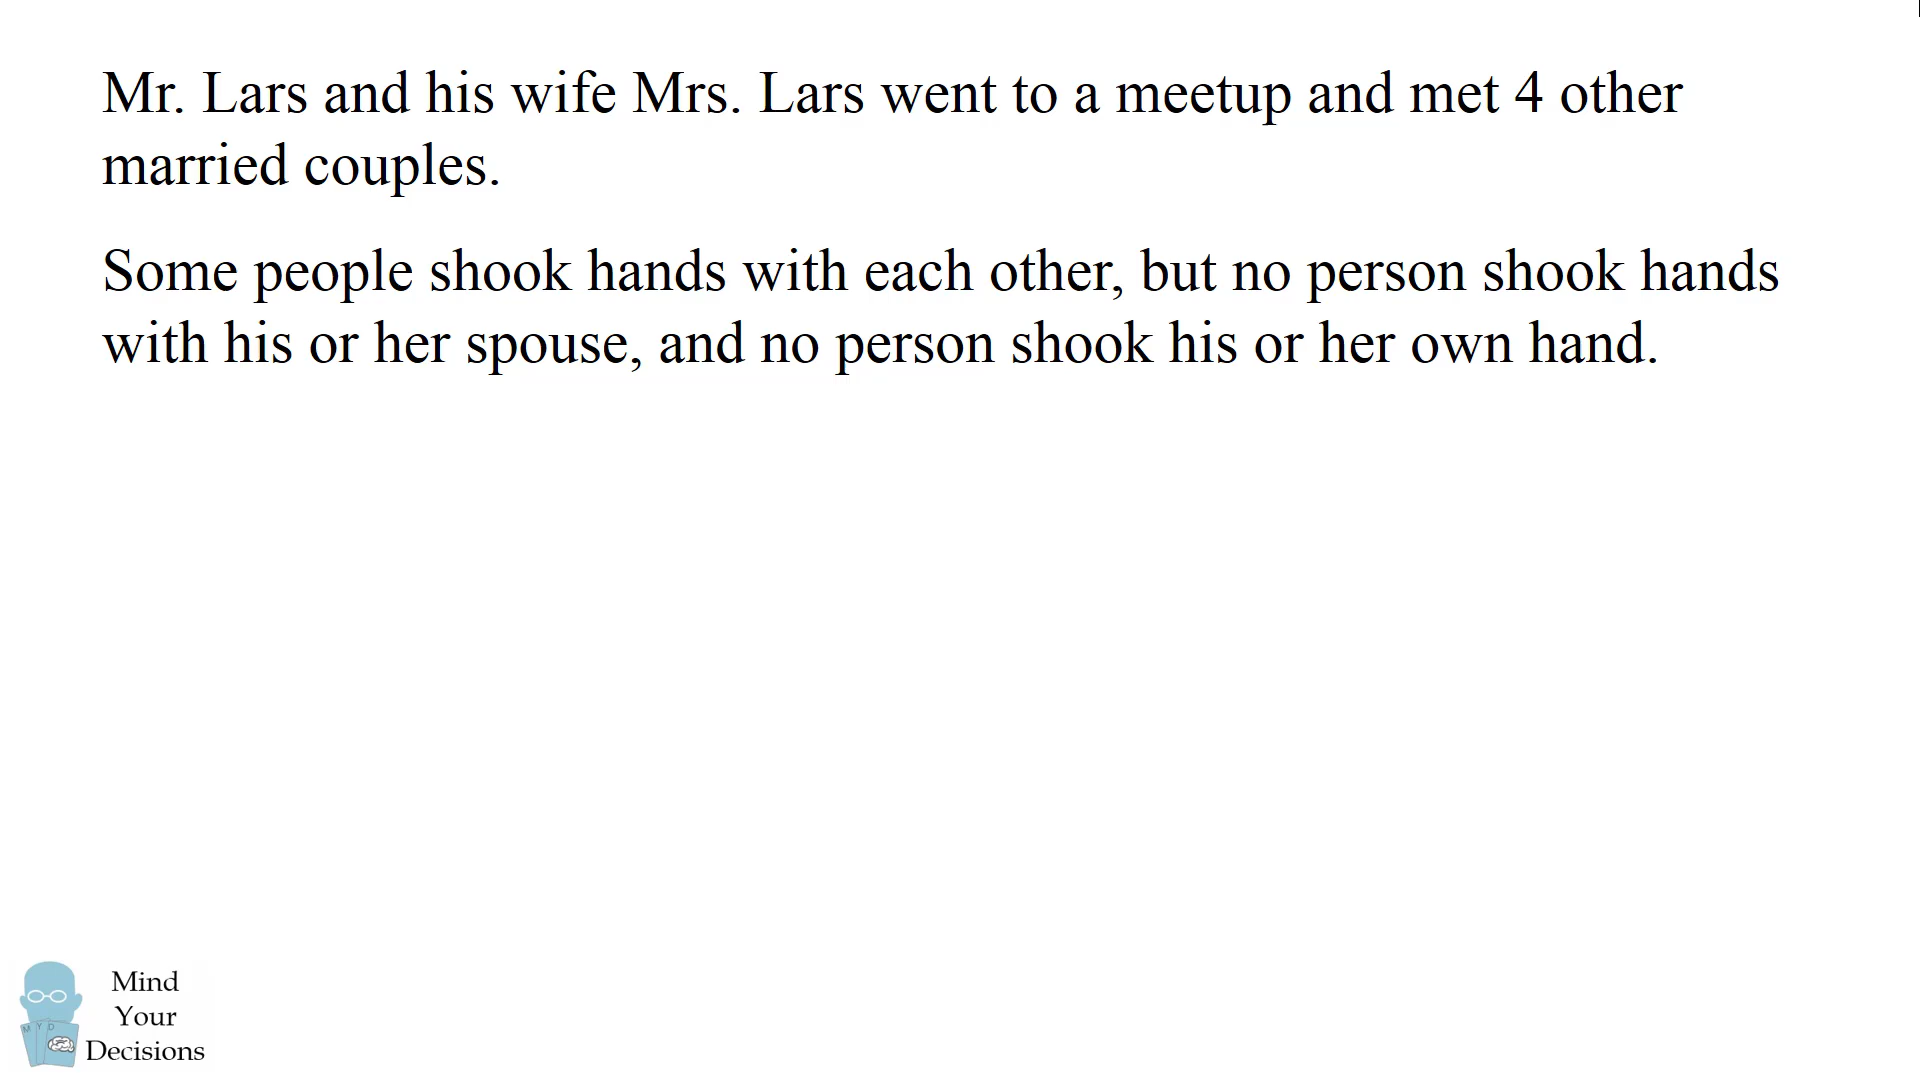 Mr. Lars and his wife Mrs. Lars went to a meetup and met 4 other
married couples.
Some people shook hands with each other, but no person shook hands
with his or her spouse, and no person shook his or her own hand.
M Y D
Mind
Your
Decisions